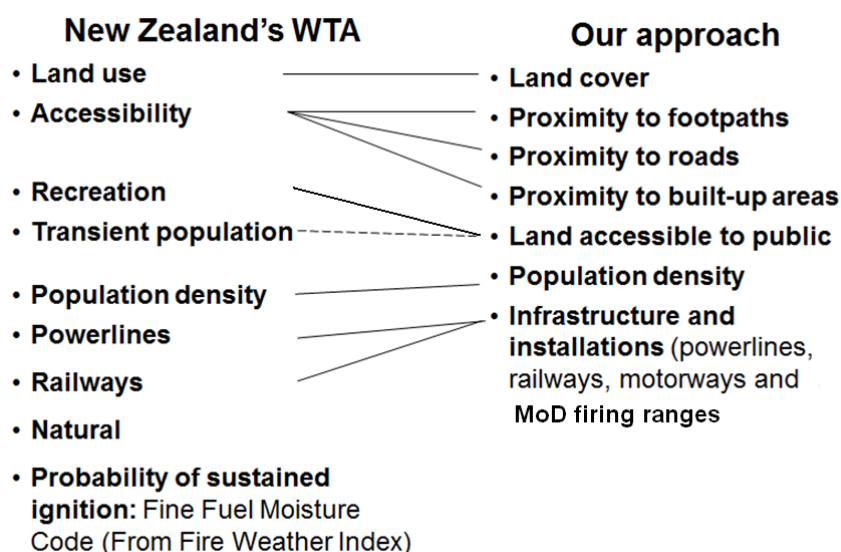 New Zealand's WTA
• Land use
• Accessibility
• Recreation
• Transient population
• Population density
• Powerlines
• Railways
• Natural
• Probability of sustained
ignition: Fine Fuel Moisture
Code (From Fire Weather Index)
Our approach
• Land cover
• Proximity to footpaths
• Proximity to roads
• Proximity to built-up areas
• Land accessible to public
• Population density
• Infrastructure and
installations (powerlines,
railways, motorways and
MoD firing ranges